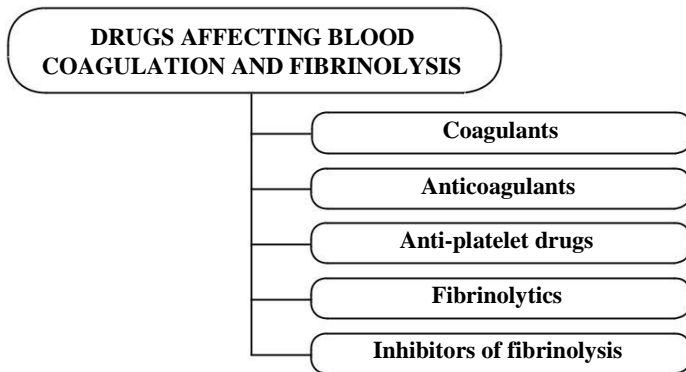 DRUGS AFFECTING BLOOD
COAGULATION AND FIBRINOLYSIS
Coagulants
Anticoagulants
Anti-platelet drugs
Fibrinolytics
Inhibitors of fibrinolysis